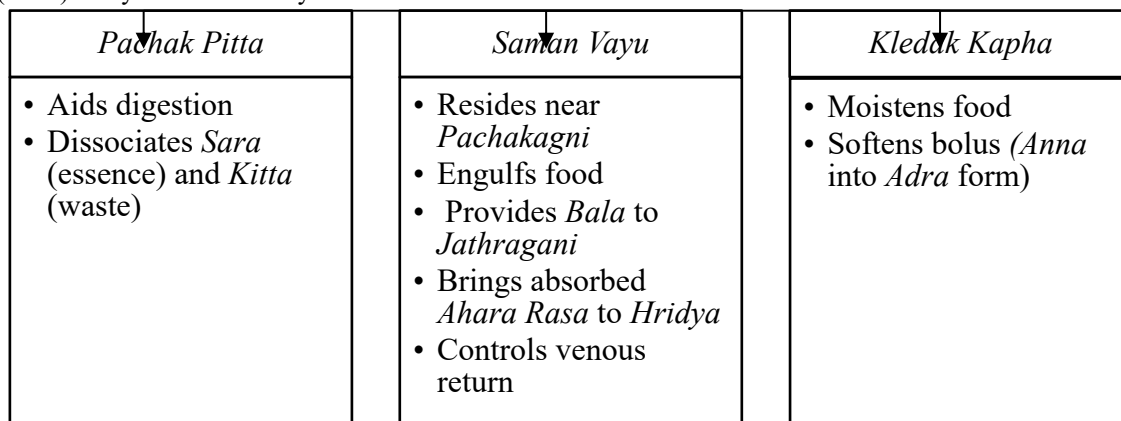 Pachak Pitta
• Aids digestion
• Dissociates Sara
(essence) and Kitta
(waste)
Saman Vayu
• Resides near
Pachakagni
• Engulfs food
• Provides Bala to
Jathragani
• Brings absorbed
Ahara Rasa to Hridya
• Controls venous
return
Kledak Kapha
• Moistens food
• Softens bolus (Anna
into Adra form)